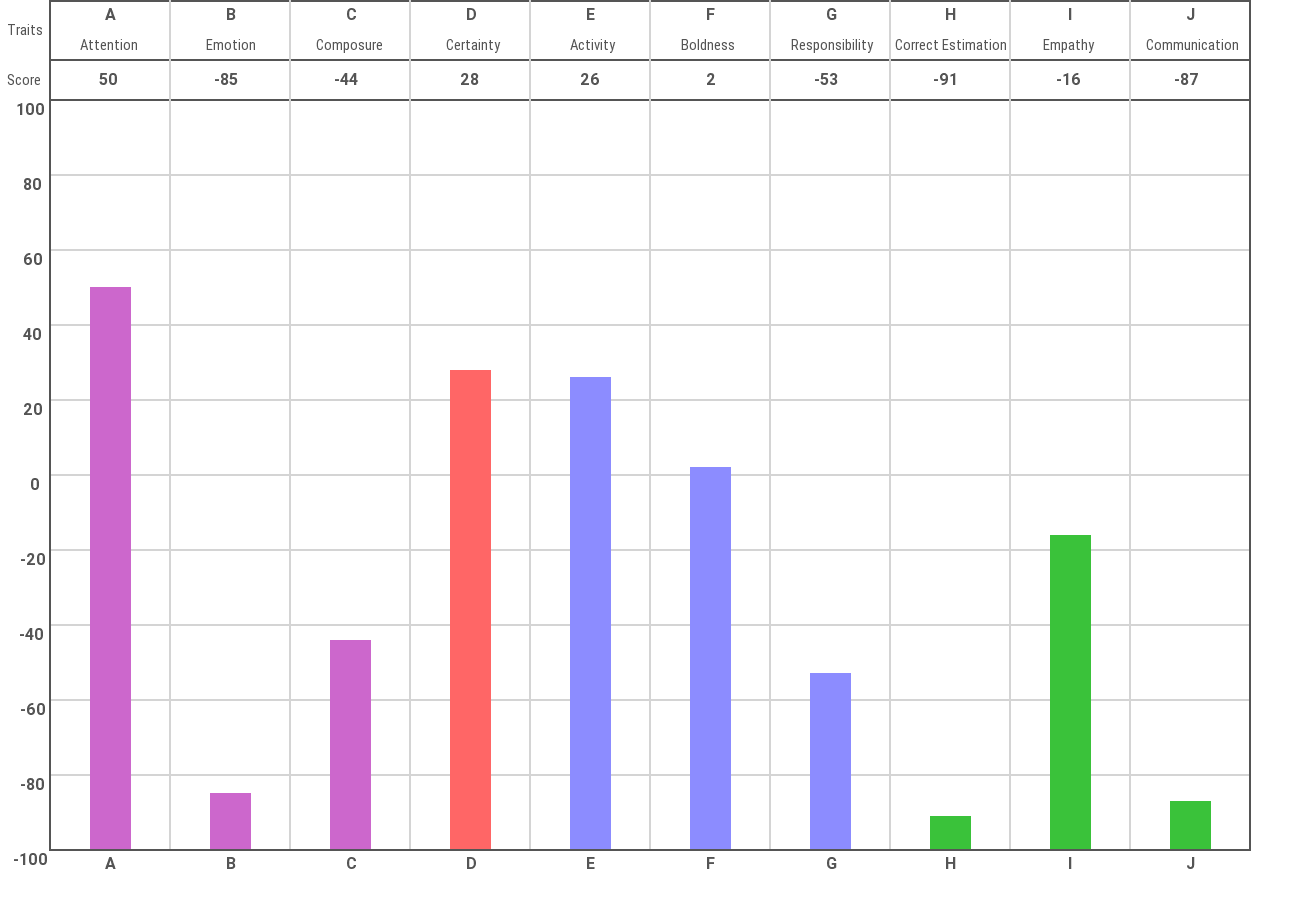 Traits
A B C D E F G H I J
Attention Emotion Composure Certainty Activity Boldness Responsibility Correct Estimation Empathy Communication
Score 50 -85 -44 28 26 2 -53 -91 -16 -87
100
80
60
40
20
0
-20
-40
-60
-80
-100
A B C D E F G H I J